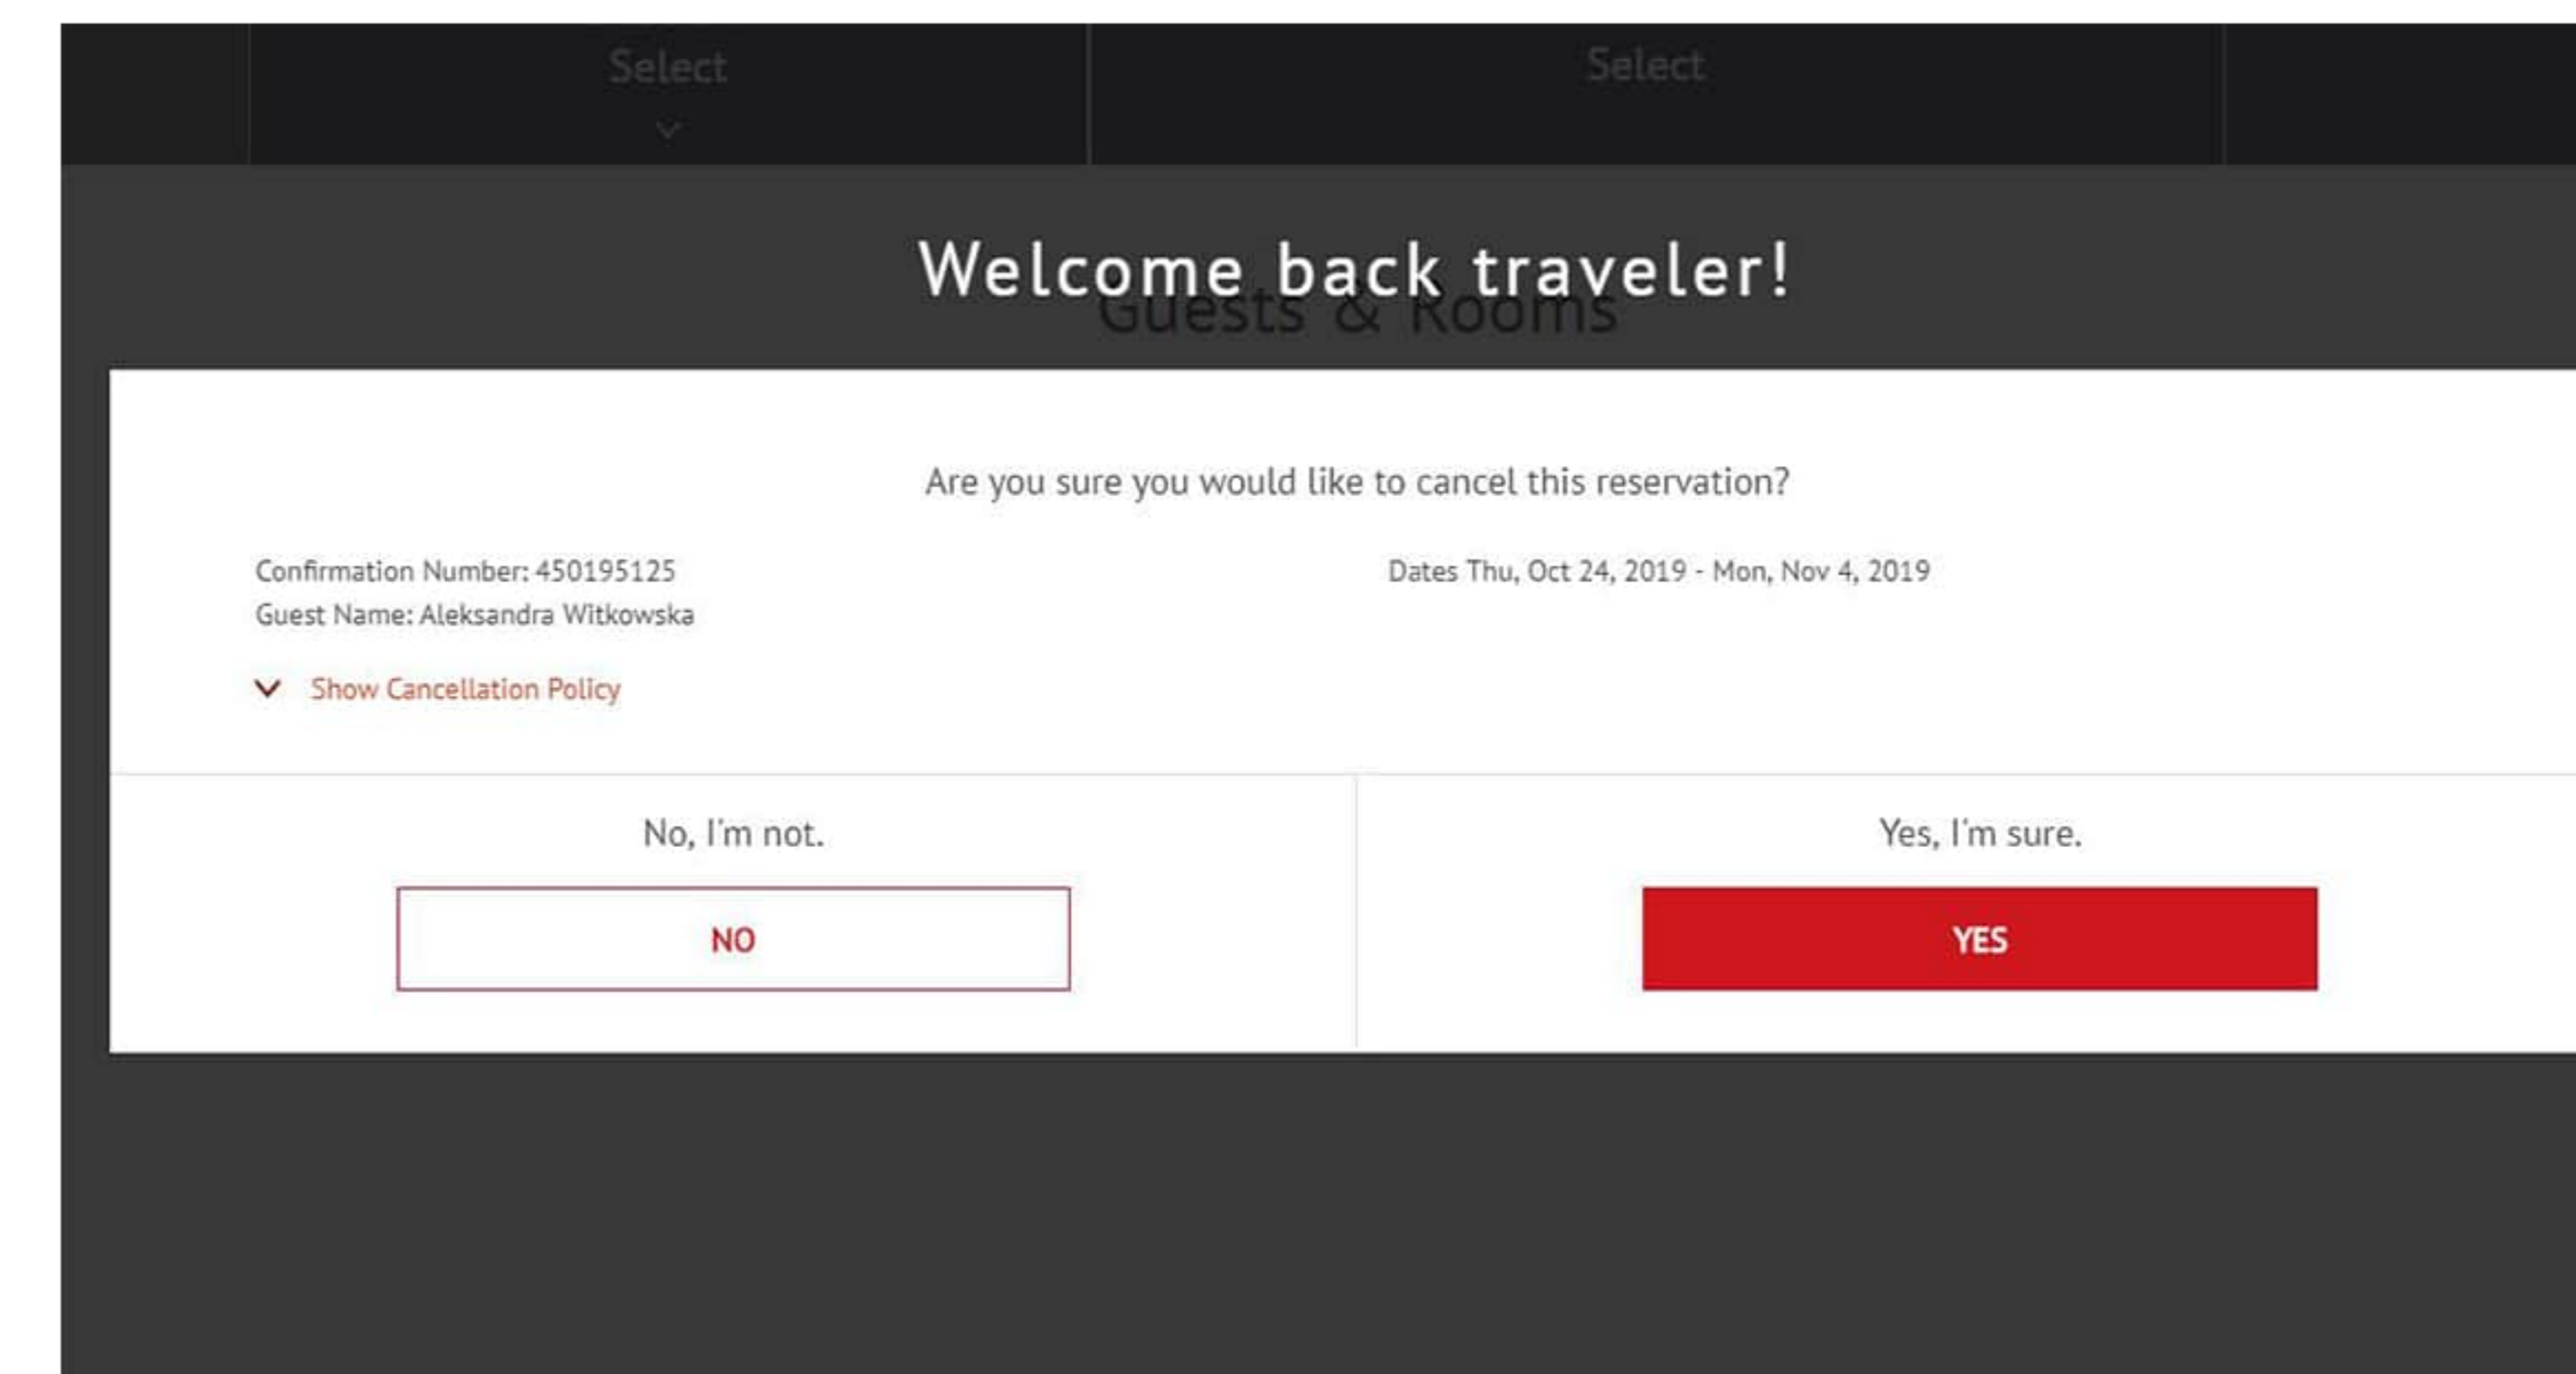 Select
Select
Welcome back traveler!
Guests & Rooms
Are you sure you would like to cancel this reservation?
Confirmation Number: 450195125
Dates Thu, Oct 24, 2019 - Mon, Nov 4, 2019
Guest Name: Aleksandra Witkowska
Show Cancellation Policy
No, I'm not.
Yes, I'm sure.
NO
YES